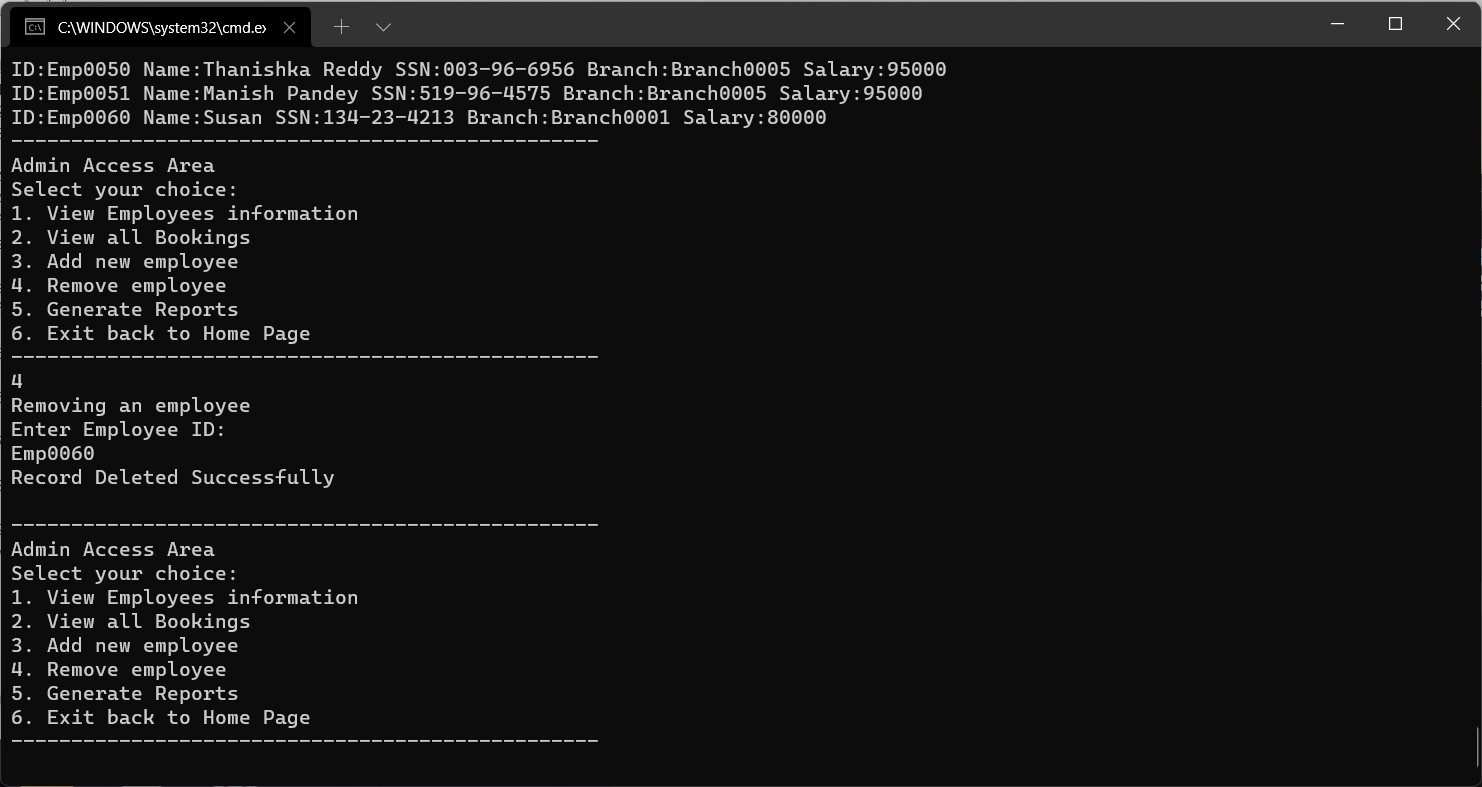 C:\WINDOWS\system32\cmd.ex
ID:Emp0050 Name:Thanishka Reddy SSN:003-96-6956 Branch:Branch0005 Salary:95000
ID:Emp0051 Name:Manish Pandey SSN:519-96-4575 Branch:Branch0005 Salary:95000
ID:Emp0060 Name:Susan SSN:134-23-4213 Branch:Branch0001 Salary:80000
-------------------------------------------------
Admin Access Area
Select your choice:
1. View Employees information
2. View all Bookings
3. Add new employee
4. Remove employee
5. Generate Reports
6. Exit back to Home Page
-------------------------------------------------
4
Removing an employee
Enter Employee ID:
Emp0060
Record Deleted Successfully
-------------------------------------------------
Admin Access Area
Select your choice:
1. View Employees information
2. View all Bookings
3. Add new employee
4. Remove employee
5. Generate Reports
6. Exit back to Home Page
-------------------------------------------------